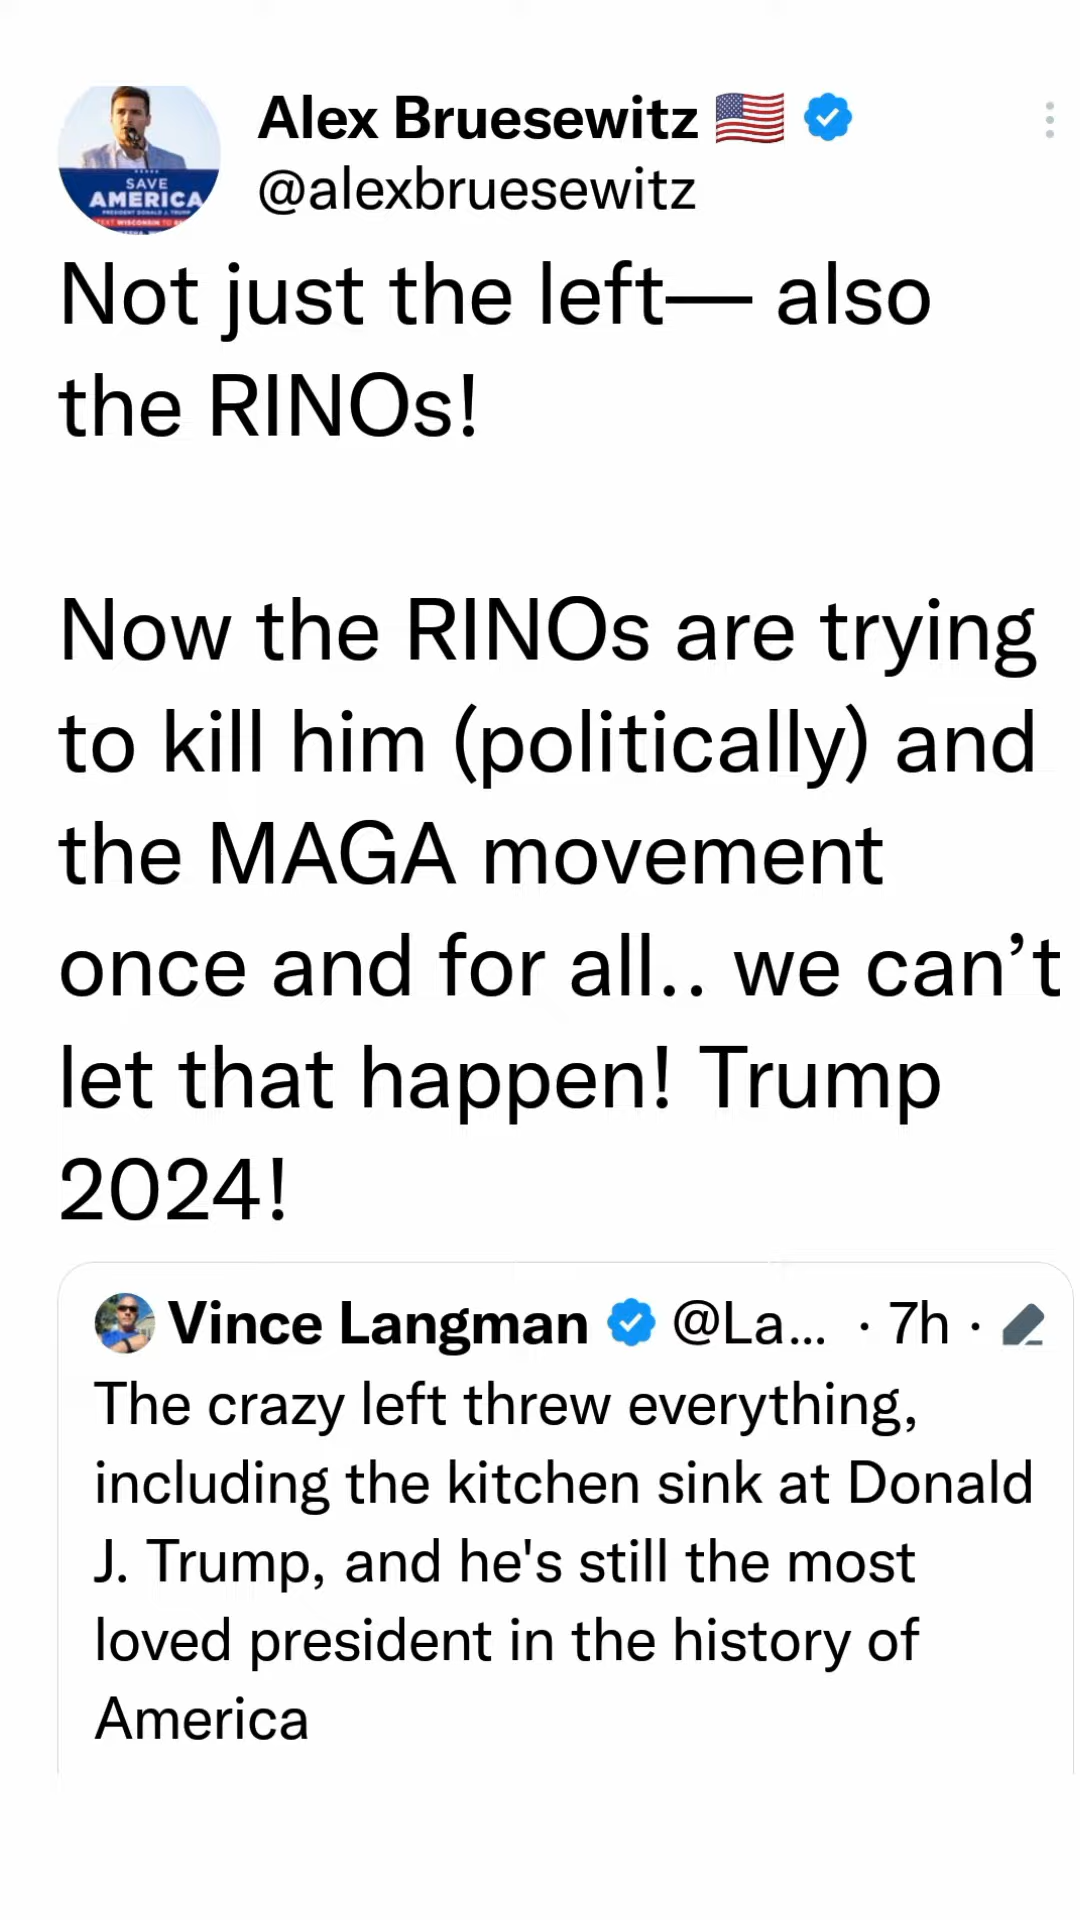 Alex Bruesewitz 🇺🇸
@alexbruesewitz
SAVE
AMERICA
PRESIDENT DONALD J. TRUMP
Not just the left— also
the RINOs!
Now the RINOs are trying
to kill him (politically) and
the MAGA movement
once and for all.. we can’t
let that happen! Trump
2024!
Vince Langman @La... · 7h ·
The crazy left threw everything,
including the kitchen sink at Donald
J. Trump, and he's still the most
loved president in the history of
America